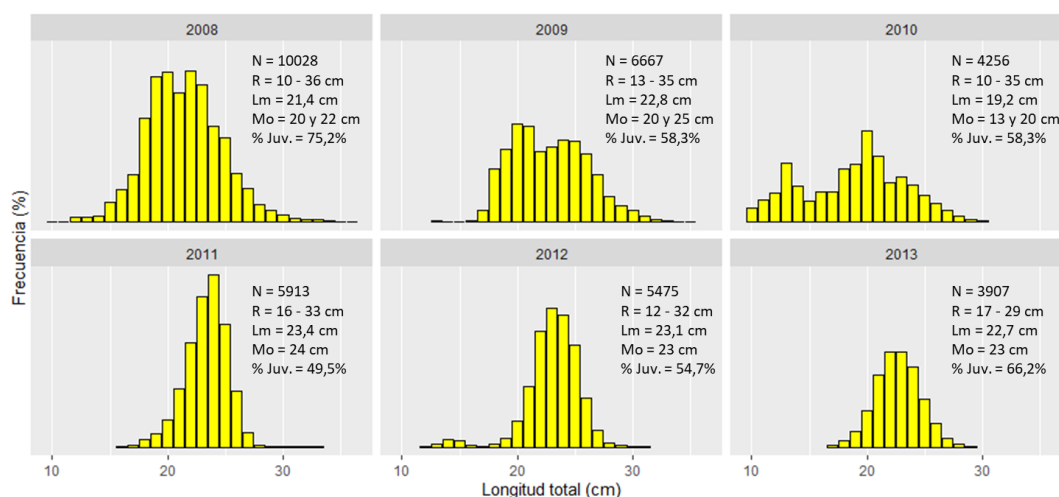 2008
N = 10028
R = 10 - 36 cm
Lm = 21,4 cm
Mo = 20 y 22 cm
% Juv. = 75,2%
2009
N = 6667
R = 13 - 35 cm
Lm = 22,8 cm
Mo = 20 y 25 cm
% Juv. = 58,3%
2010
N = 4256
R = 10 - 35 cm
Lm = 19,2 cm
Mo = 13 y 20 cm
% Juv. = 58,3%
Frecuencia (%)
2011
N = 5913
R = 16 - 33 cm
Lm = 23,4 cm
Mo = 24 cm
% Juv. = 49,5%
2012
N = 5475
R = 12 - 32 cm
Lm = 23,1 cm
Mo = 23 cm
% Juv. = 54,7%
2013
N = 3907
R = 17 - 29 cm
Lm = 22,7 cm
Mo = 23 cm
% Juv. = 66,2%
10 20 30 10 20 30 10 20 30
Longitud total (cm)